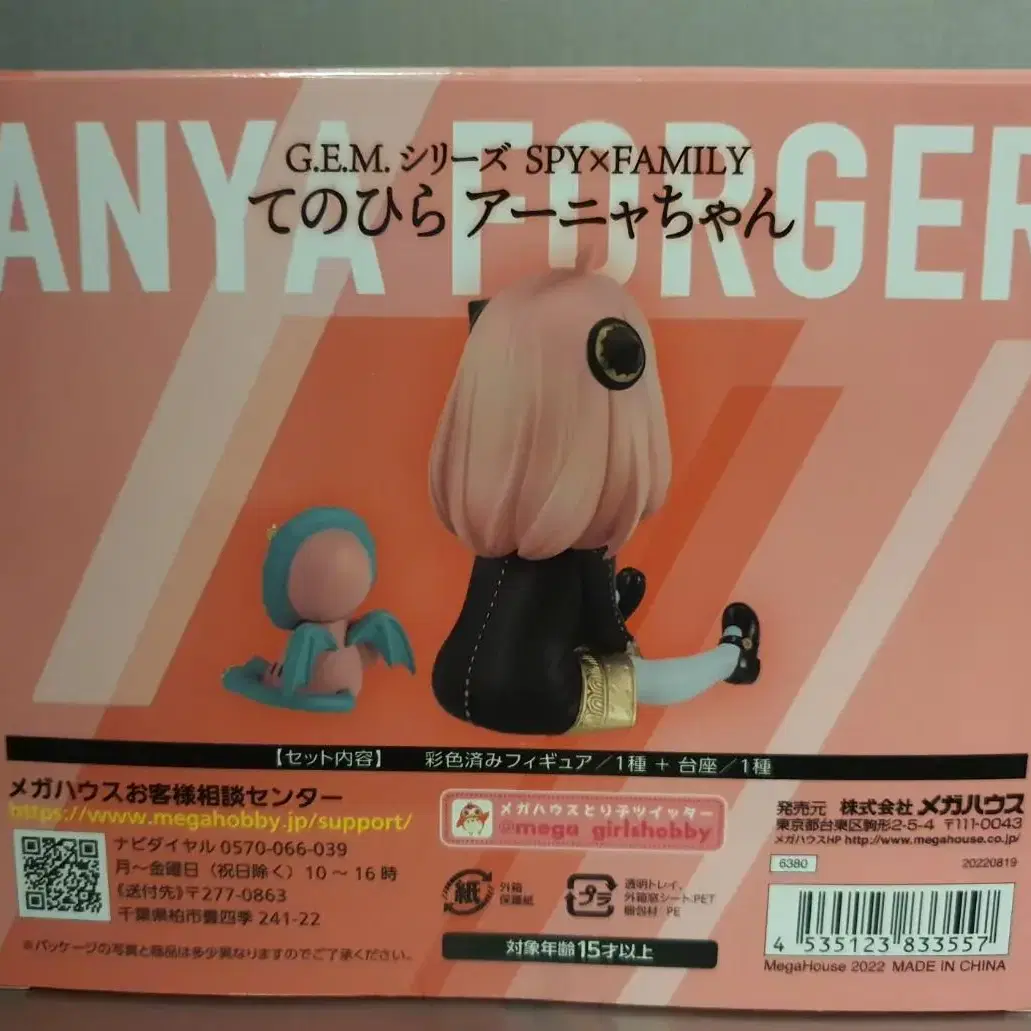 ANYA FORGER
G.E.M. シリーズ SPY×FAMILY
てのひら アーニャちゃん
【セット内容】 彩色済みフィギュア/1種 + 台座/1種
メガハウスお客様相談センター
https://www.megahobby.jp/support/
ナビダイヤル 0570-066-039
月〜金曜日 (祝日除く) 10〜16時
《送付先》〒277-0863
千葉県柏市豊四季 241-22
※パッケージの写真と商品は多少異なりますのでご了承ください。
メガハウスとり子ツイッター
@mega_girlshobby
紙
外箱
保護紙
プラ
透明トレイ、
外箱窓シート:PET
梱包材:PE
対象年齢15才以上
発売元 株式会社 メガハウス
東京都台東区駒形2-5-4 〒111-0043
メガハウスHP http://www.megahouse.co.jp/
6380 20220819
4 535123 833557
MegaHouse 2022 MADE IN CHINA